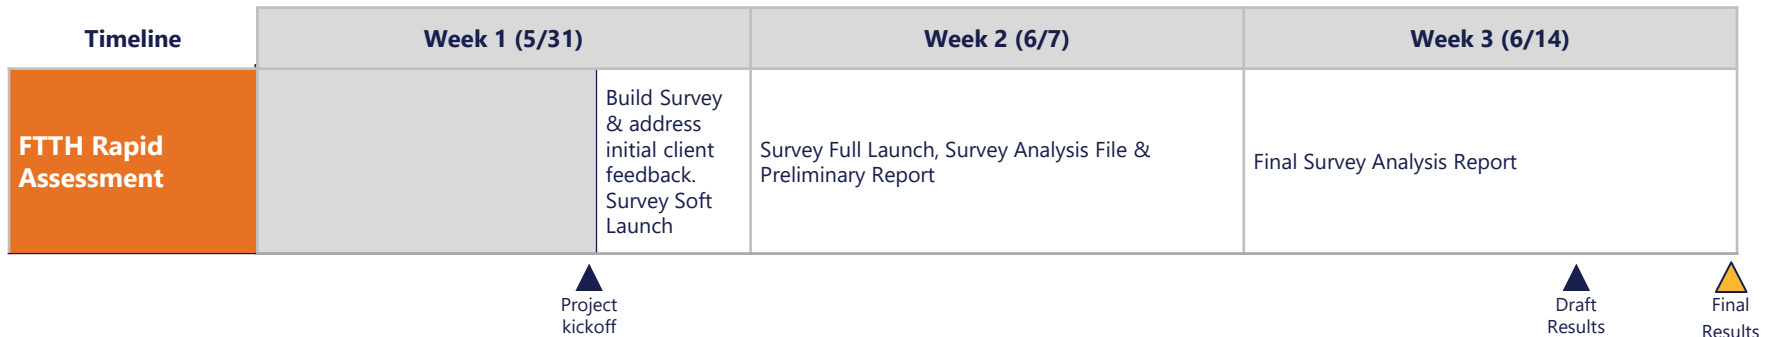 Timeline
Week 1 (5/31)
Week 2 (6/7)
Week 3 (6/14)
FTTH Rapid
Assessment
Build Survey
& address
initial client
feedback.
Survey Soft
Launch
Survey Full Launch, Survey Analysis File &
Preliminary Report
Final Survey Analysis Report
Project
kickoff
Draft
Results
Final
Results